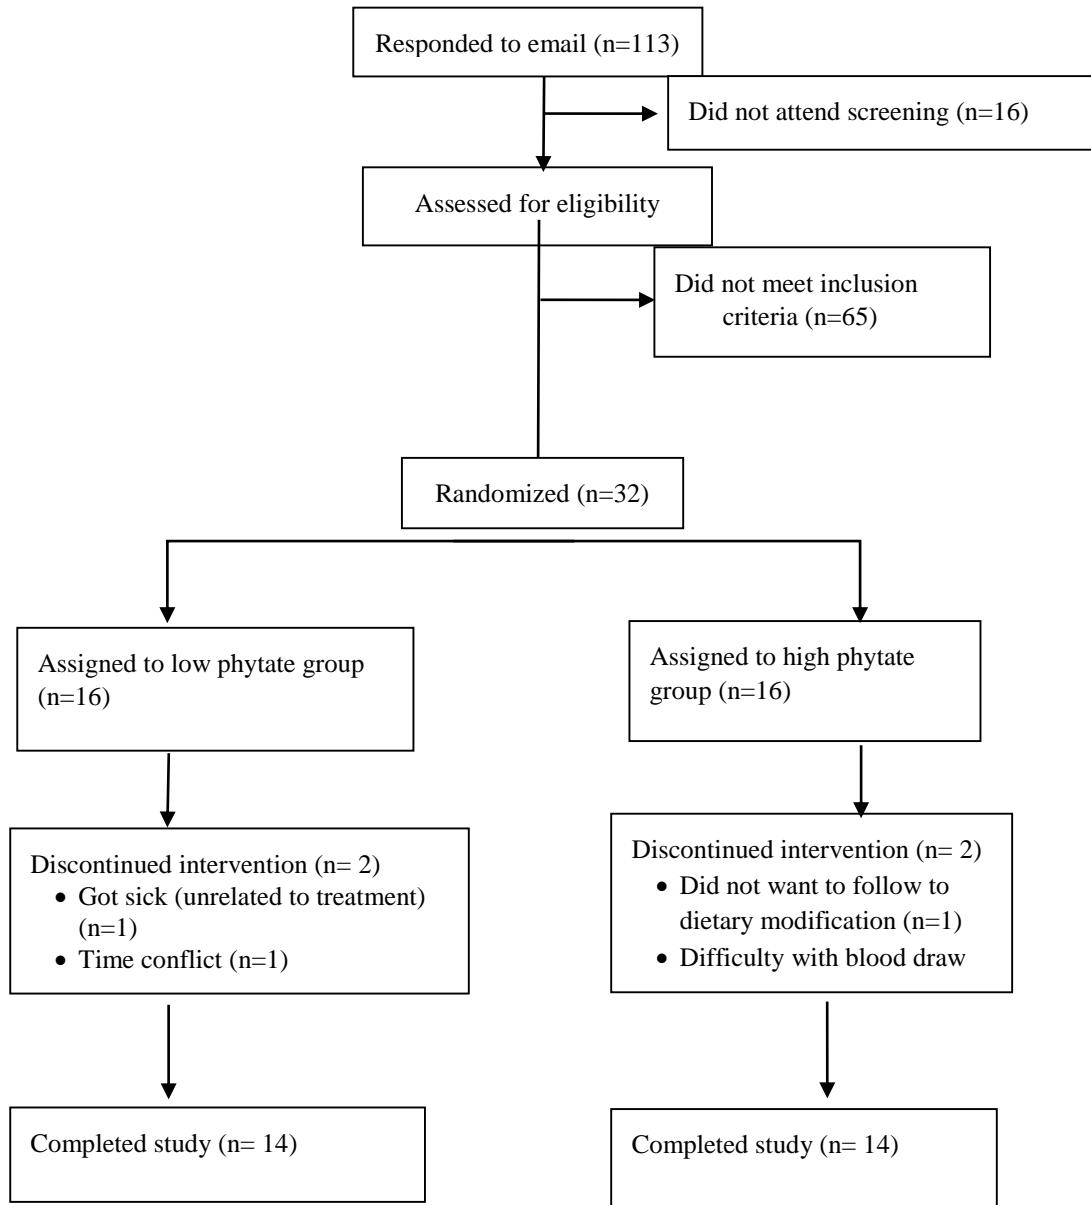 Responded to email (n=113)
Did not attend screening (n=16)
Assessed for eligibility
Did not meet inclusion
criteria (n=65)
Randomized (n=32)
Assigned to low phytate group
(n=16)
Assigned to high phytate
group (n=16)
Discontinued intervention (n= 2)
• Got sick (unrelated to treatment)
(n=1)
• Time conflict (n=1)
Discontinued intervention (n= 2)
• Did not want to follow to
dietary modification (n=1)
• Difficulty with blood draw
Completed study (n= 14)
Completed study (n= 14)